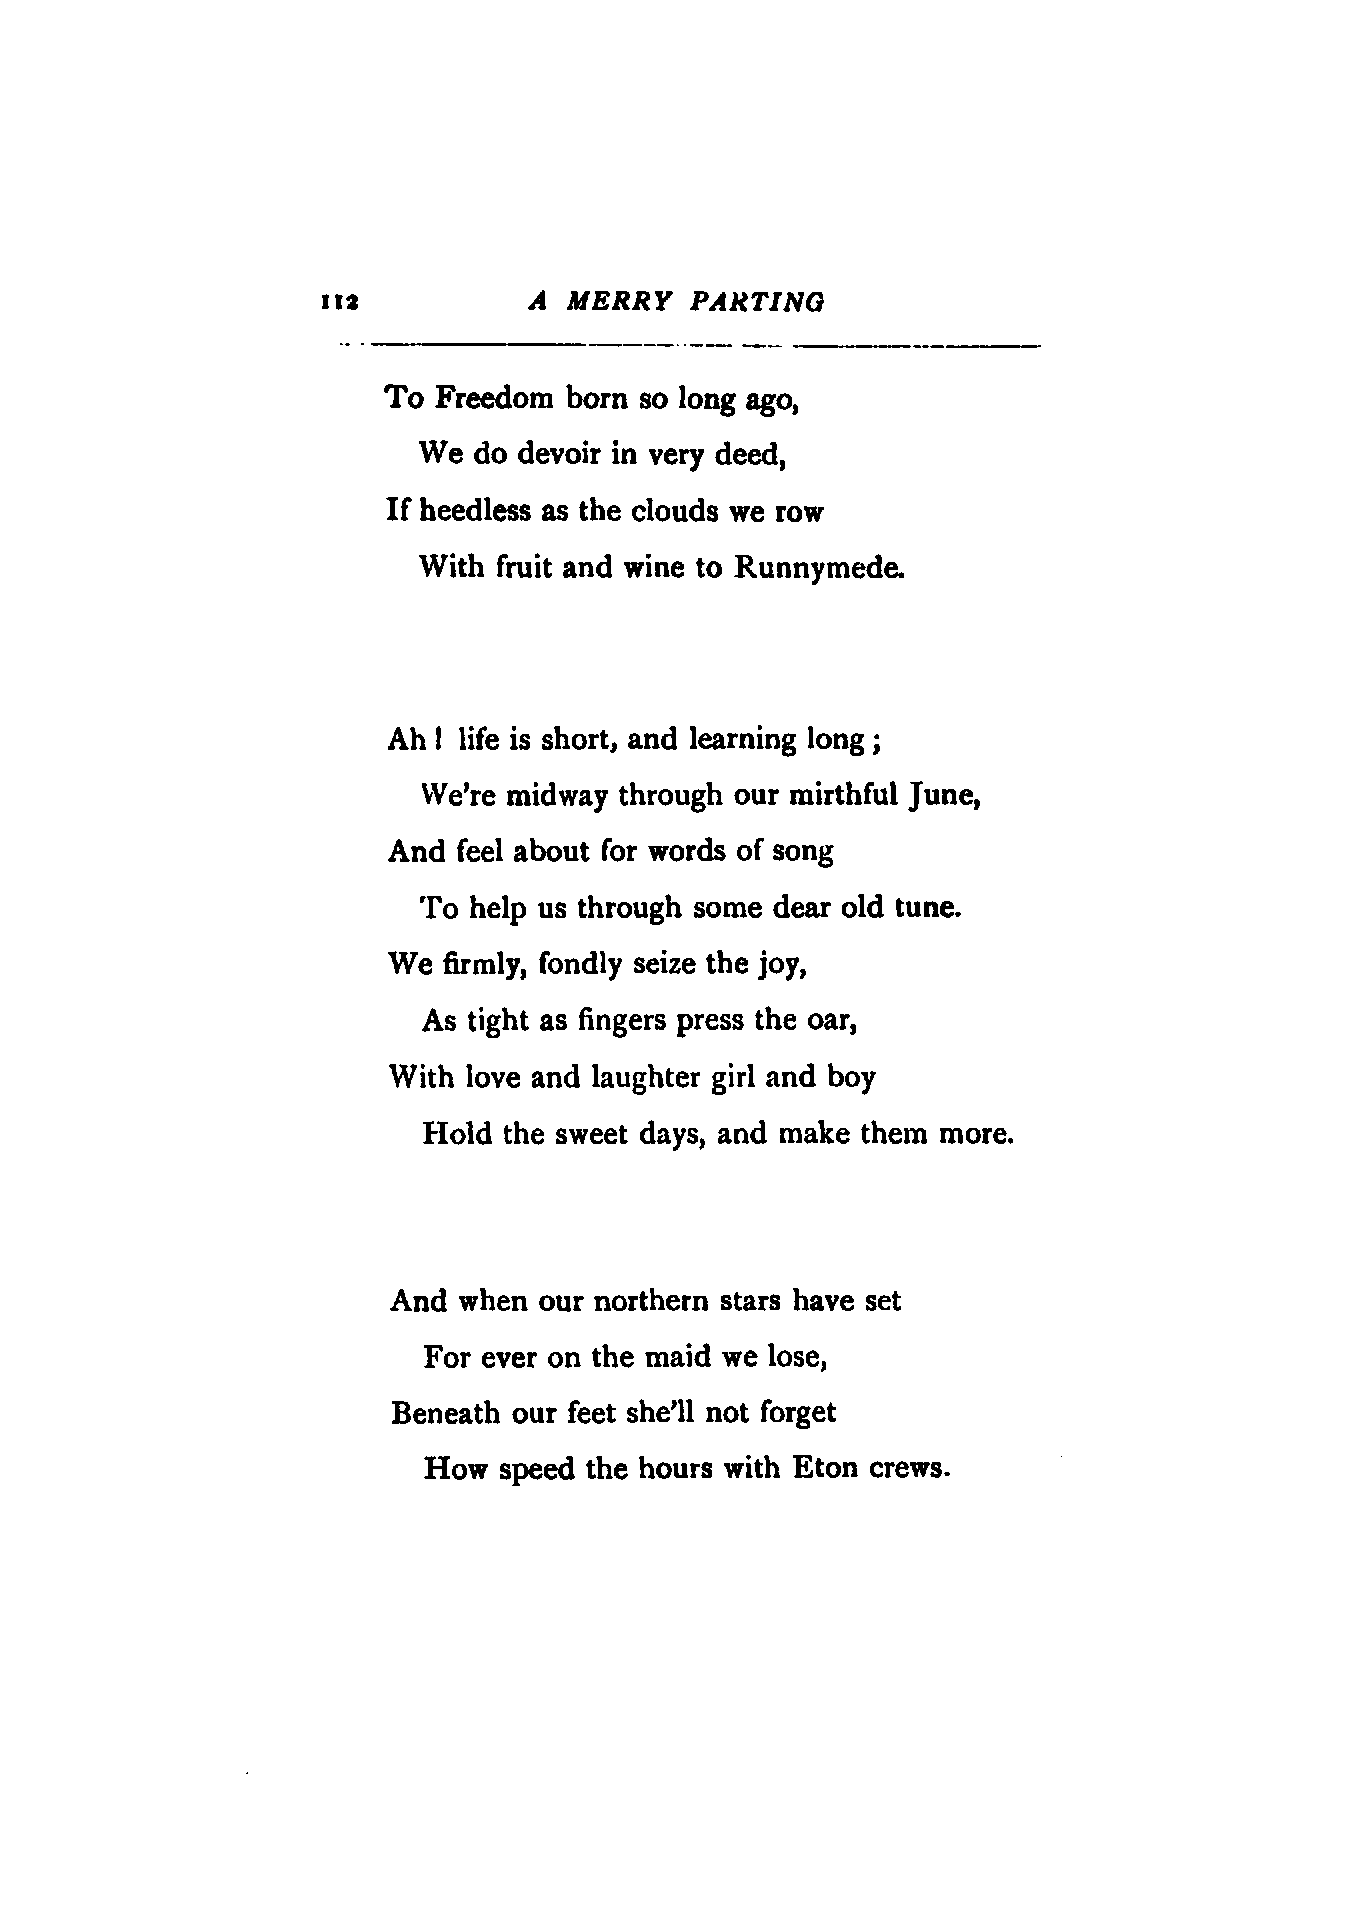 112 A MERRY PARTING
To Freedom born so long ago,
We do devoir in very deed,
If heedless as the clouds we row
With fruit and wine to Runnymede.
Ah! life is short, and learning long;
We're midway through our mirthful June,
And feel about for words of song
To help us through some dear old tune.
We firmly, fondly seize the joy,
As tight as fingers press the oar,
With love and laughter girl and boy
Hold the sweet days, and make them more.
And when our northern stars have set
For ever on the maid we lose,
Beneath our feet she'll not forget
How speed the hours with Eton crews.